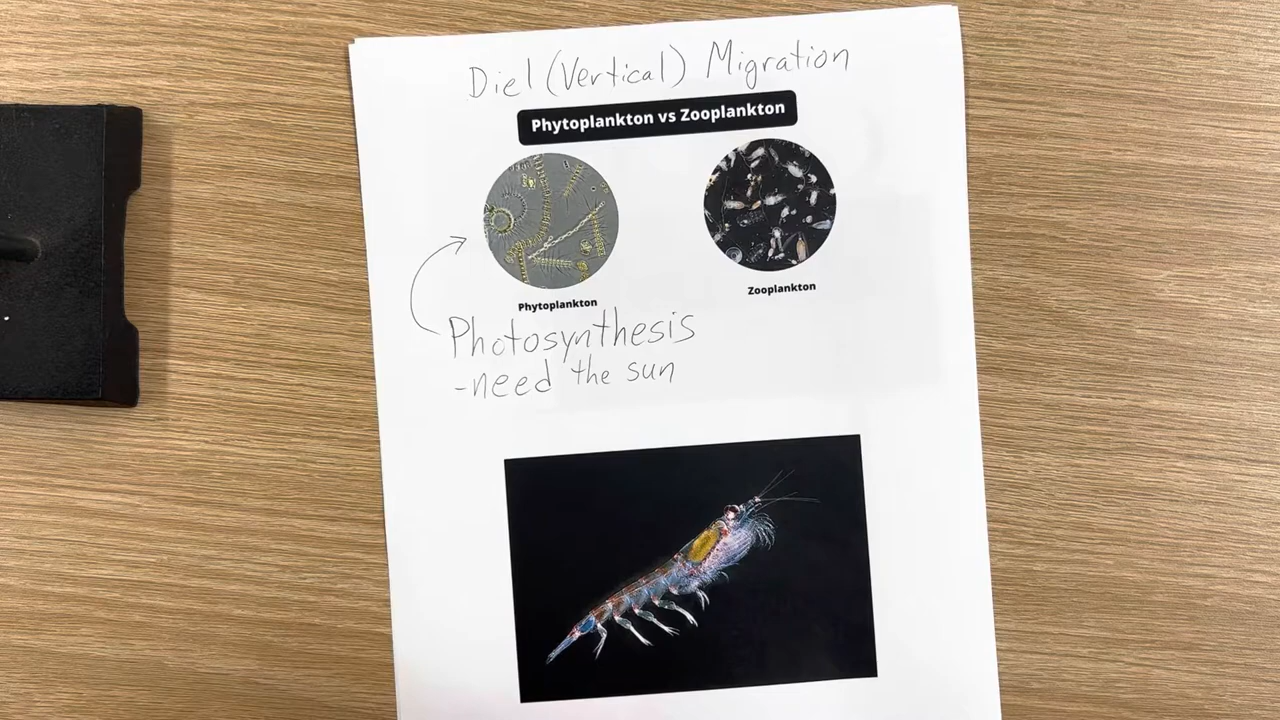 Diel (Vertical) Migration
Phytoplankton vs Zooplankton
Phytoplankton
Zooplankton
Photosynthesis
-need the sun